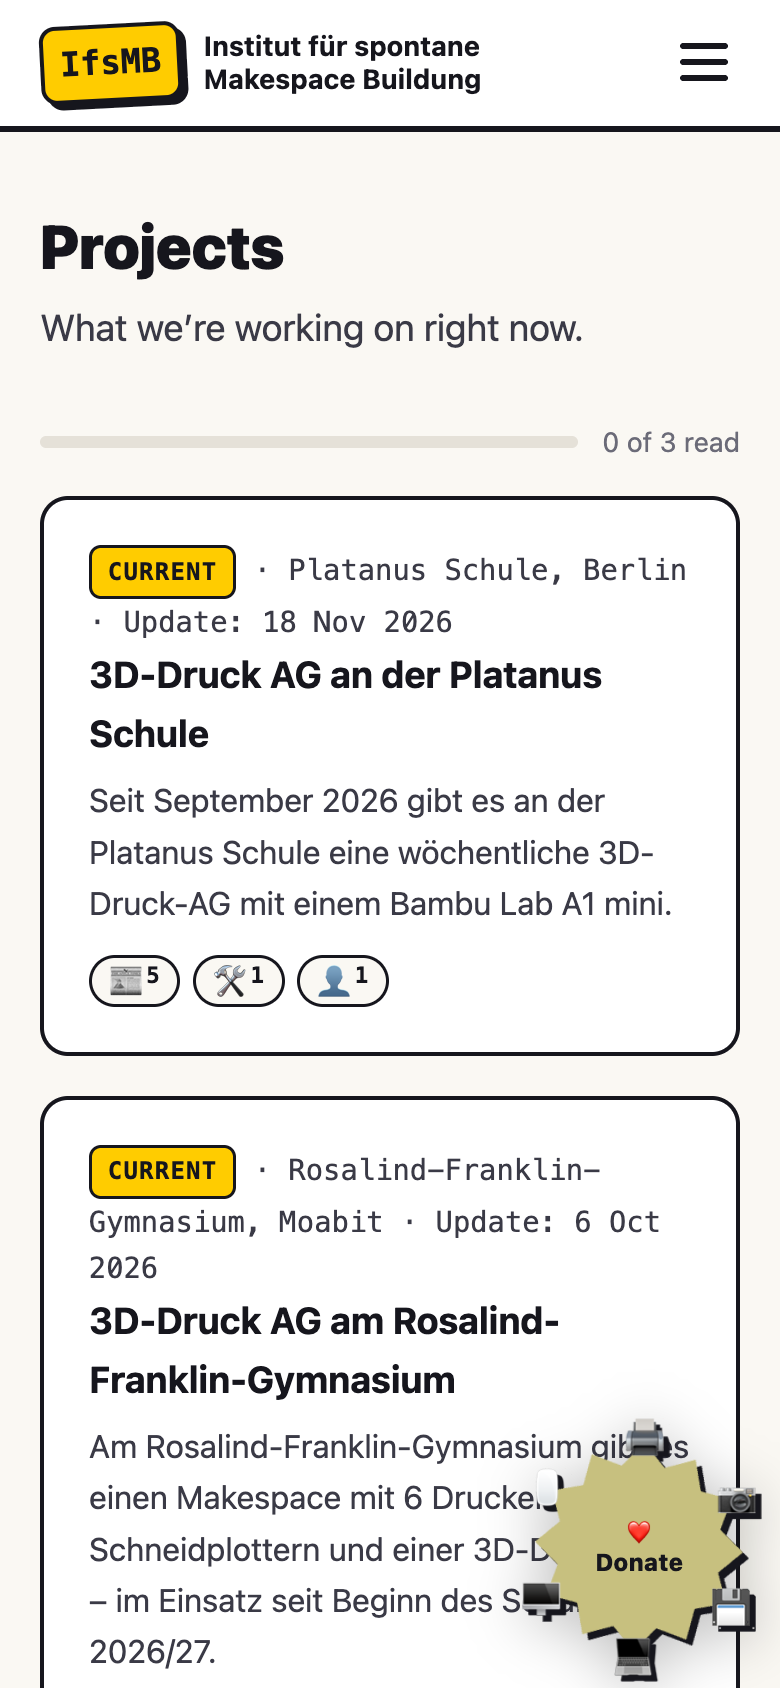 IfsMB
Institut für spontane
Makespace Buildung
Projects
What we’re working on right now.
0 of 3 read
CURRENT · Platanus Schule, Berlin
· Update: 18 Nov 2026
3D-Druck AG an der Platanus
Schule
Seit September 2026 gibt es an der
Platanus Schule eine wöchentliche 3D-
Druck-AG mit einem Bambu Lab A1 mini.
5 1 1
CURRENT · Rosalind-Franklin-
Gymnasium, Moabit · Update: 6 Oct
2026
3D-Druck AG am Rosalind-
Franklin-Gymnasium
Am Rosalind-Franklin-Gymnasium
einen Makespace mit 6
Schneidplottern und einer
– im Einsatz seit Beginn des
2026/27.
Donate